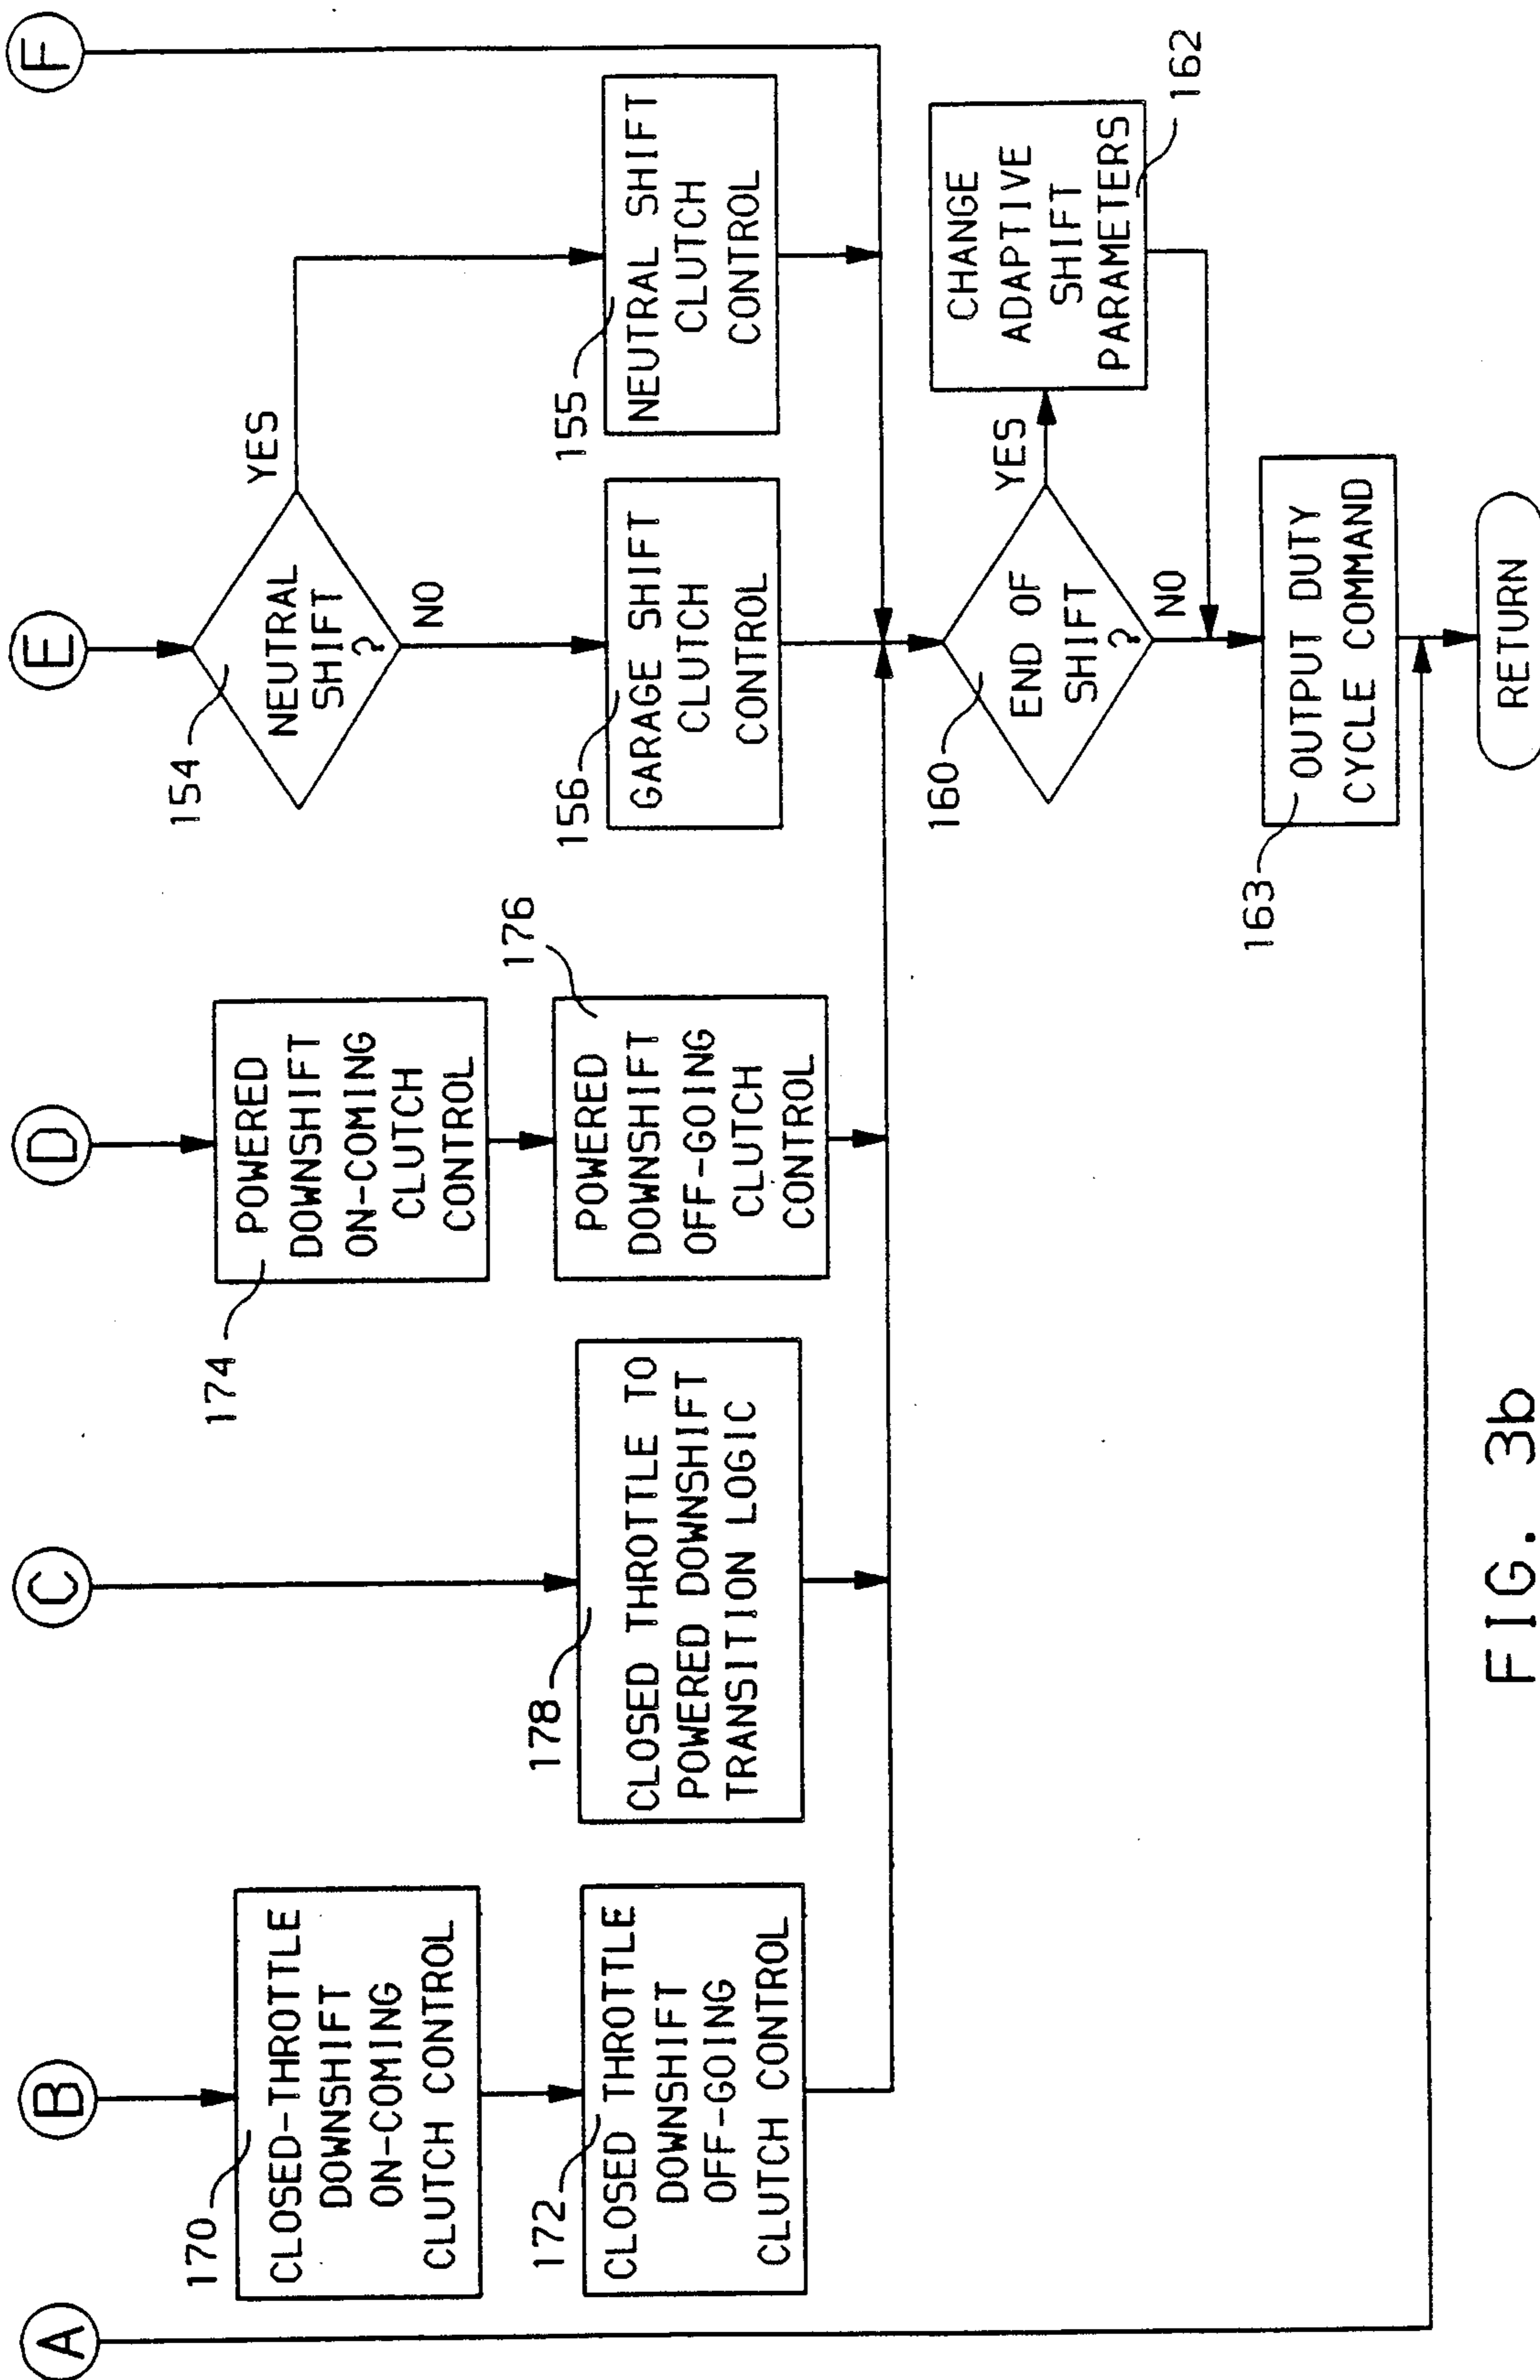 A
B
C
D
E
F
170
CLOSED-THROTTLE
DOWNSHIFT
ON-COMING
CLUTCH CONTROL
172
CLOSED THROTTLE
DOWNSHIFT
OFF-GOING
CLUTCH CONTROL
178
CLOSED THROTTLE TO
POWERED DOWNSHIFT
TRANSITION LOGIC
174
POWERED
DOWNSHIFT
ON-COMING
CLUTCH
CONTROL
176
POWERED
DOWNSHIFT
OFF-GOING
CLUTCH
CONTROL
154
NEUTRAL
SHIFT
?
YES
NO
156
GARAGE SHIFT
CLUTCH
CONTROL
155
NEUTRAL SHIFT
CLUTCH
CONTROL
160
END OF
SHIFT
?
YES
NO
CHANGE
ADAPTIVE
SHIFT
PARAMETERS
162
163
OUTPUT DUTY
CYCLE COMMAND
RETURN
FIG. 3b